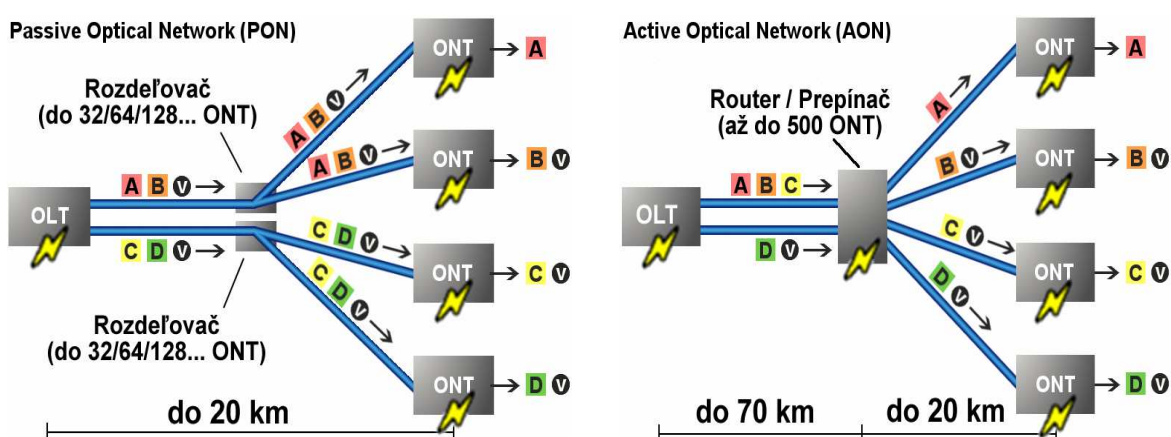 Passive Optical Network (PON)
Rozdeľovač
(do 32/64/128... ONT)
OLT
A B V
C D V
A B V
A B V
C D V
C D V
ONT
A
ONT
B V
ONT
C V
ONT
D V
Rozdeľovač
(do 32/64/128... ONT)
do 20 km
Active Optical Network (AON)
Router / Prepínač
(až do 500 ONT)
OLT
A B C
D V
A
B V
C V
D V
ONT
A
ONT
B V
ONT
C V
ONT
D V
do 70 km
do 20 km